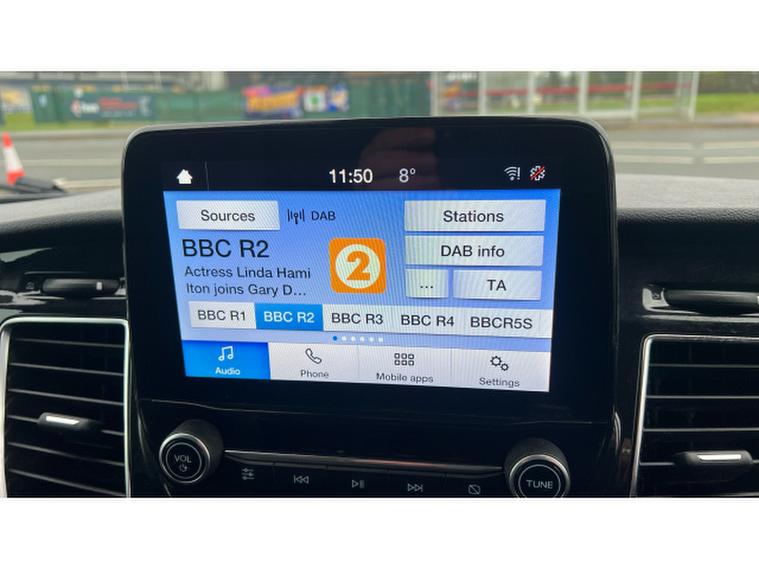 11:50 8°
Sources DAB Stations
BBC R2
2
DAB info
Actress Linda Hami
lton joins Gary D...
... TA
BBC R1 BBC R2 BBC R3 BBC R4 BBCR5S
Audio Phone Mobile apps Settings
VOL
TUNE